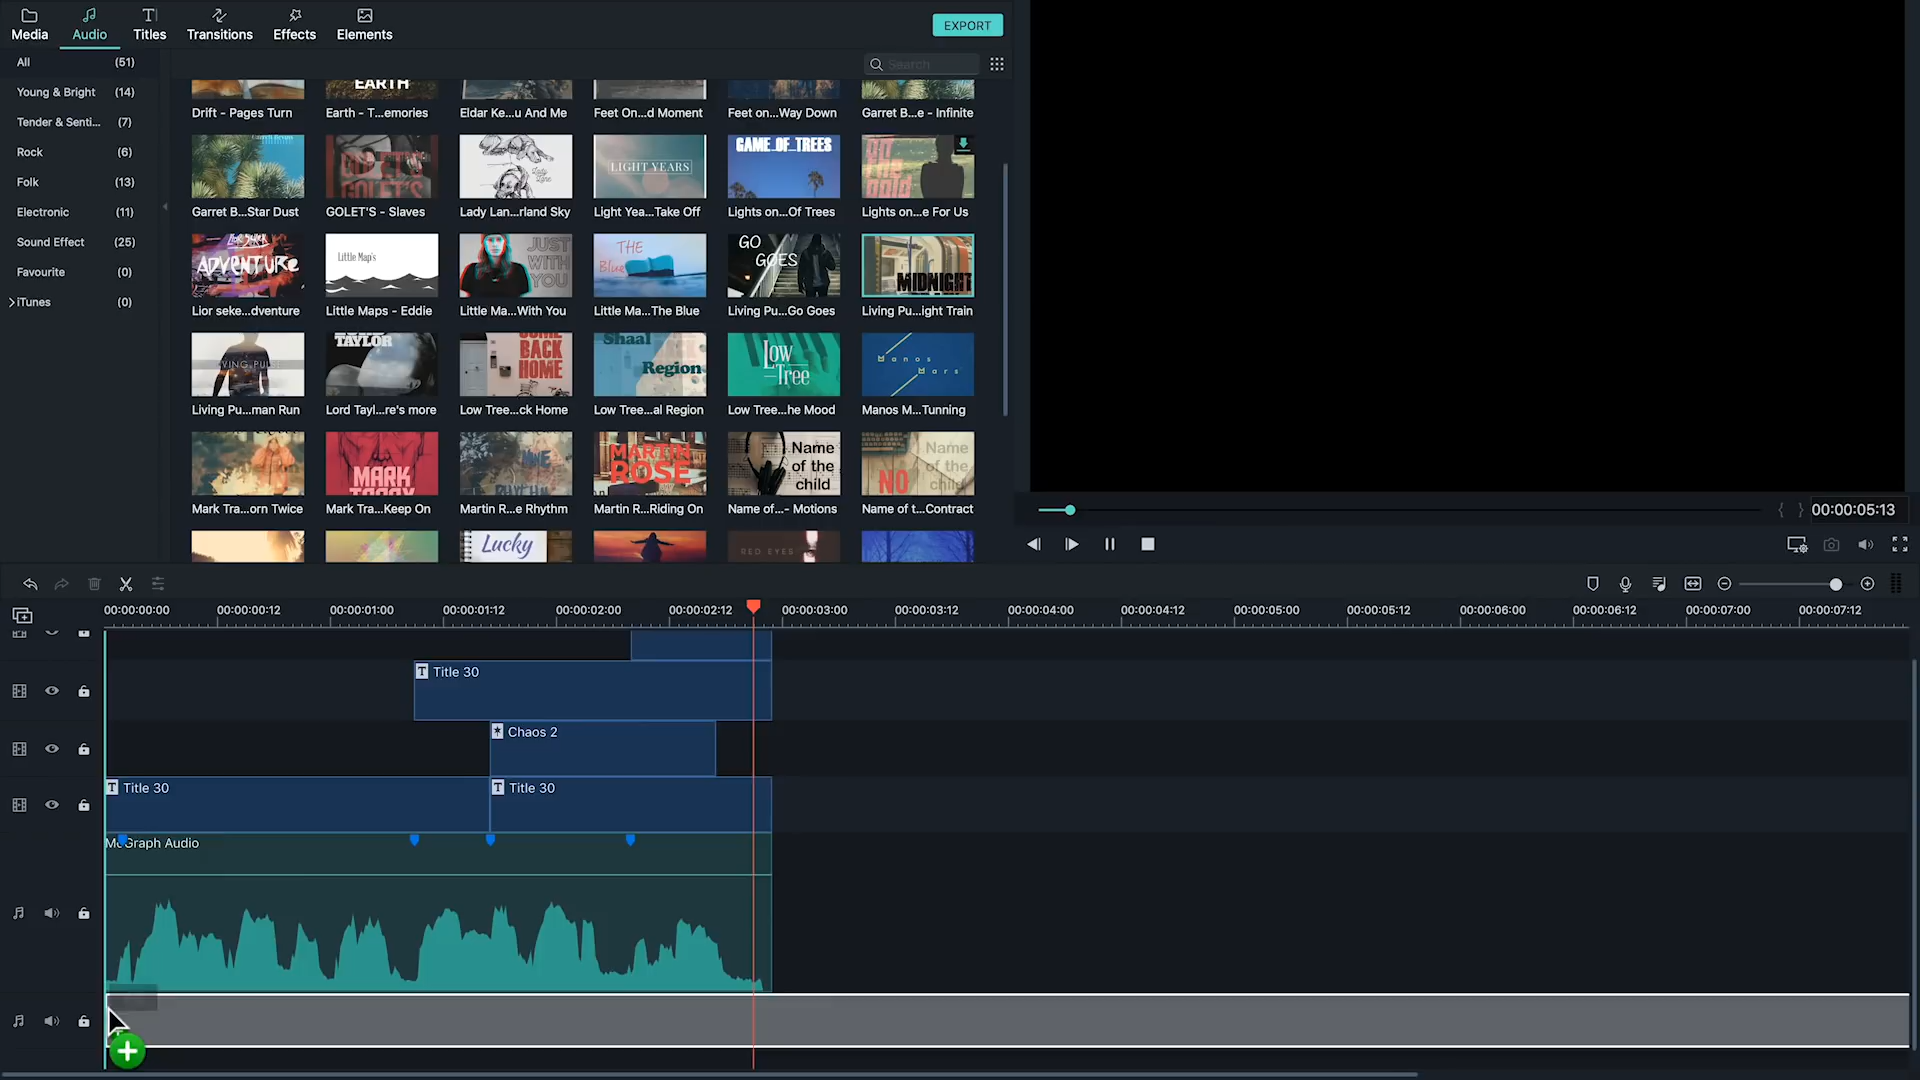 Media Audio Titles Transitions Effects Elements EXPORT
Search
All (51)
Young & Bright (14)
Tender & Senti... (7)
Rock (6)
Folk (13)
Electronic (11)
Sound Effect (25)
Favourite (0)
iTunes (0)
EARTH
Drift - Pages Turn Earth - T...emories Eldar Ke...u And Me Feet On...d Moment Feet on...Way Down Garret B...e - Infinite
GOLET'S
LIGHT YEARS
GAME OF TREES
Garret B...Star Dust GOLET'S - Slaves Lady Lan...rland Sky Light Yea...Take Off Lights on...Of Trees Lights on...e For Us
ADVENTURE
Little Map's
JUST WITH YOU
THE Blue
GO GOES
MIDNIGHT
Lior seke...dventure Little Maps - Eddie Little Ma...With You Little Ma...The Blue Living Pu...Go Goes Living Pu...ight Train
LIVING PULSE
TAYLOR
COME BACK HOME
Shaal Region
Low Tree
Manos Mars
Living Pu...man Run Lord Tayl...re's more Low Tree...ck Home Low Tree...al Region Low Tree...he Mood Manos M...Tunning
MARK
MARTIN ROSE
Name of the child
NO Name of the child
Mark Tra...orn Twice Mark Tra...Keep On Martin R...e Rhythm Martin R...Riding On Name of...- Motions Name of t...Contract
Lucky
RED EYES
00:00:05:13
00:00:00:00 00:00:00:12 00:00:01:00 00:00:01:12 00:00:02:00 00:00:02:12 00:00:03:00 00:00:03:12 00:00:04:00 00:00:04:12 00:00:05:00 00:00:05:12 00:00:06:00 00:00:06:12 00:00:07:00 00:00:07:12
T Title 30
Chaos 2
T Title 30 T Title 30
MoGraph Audio